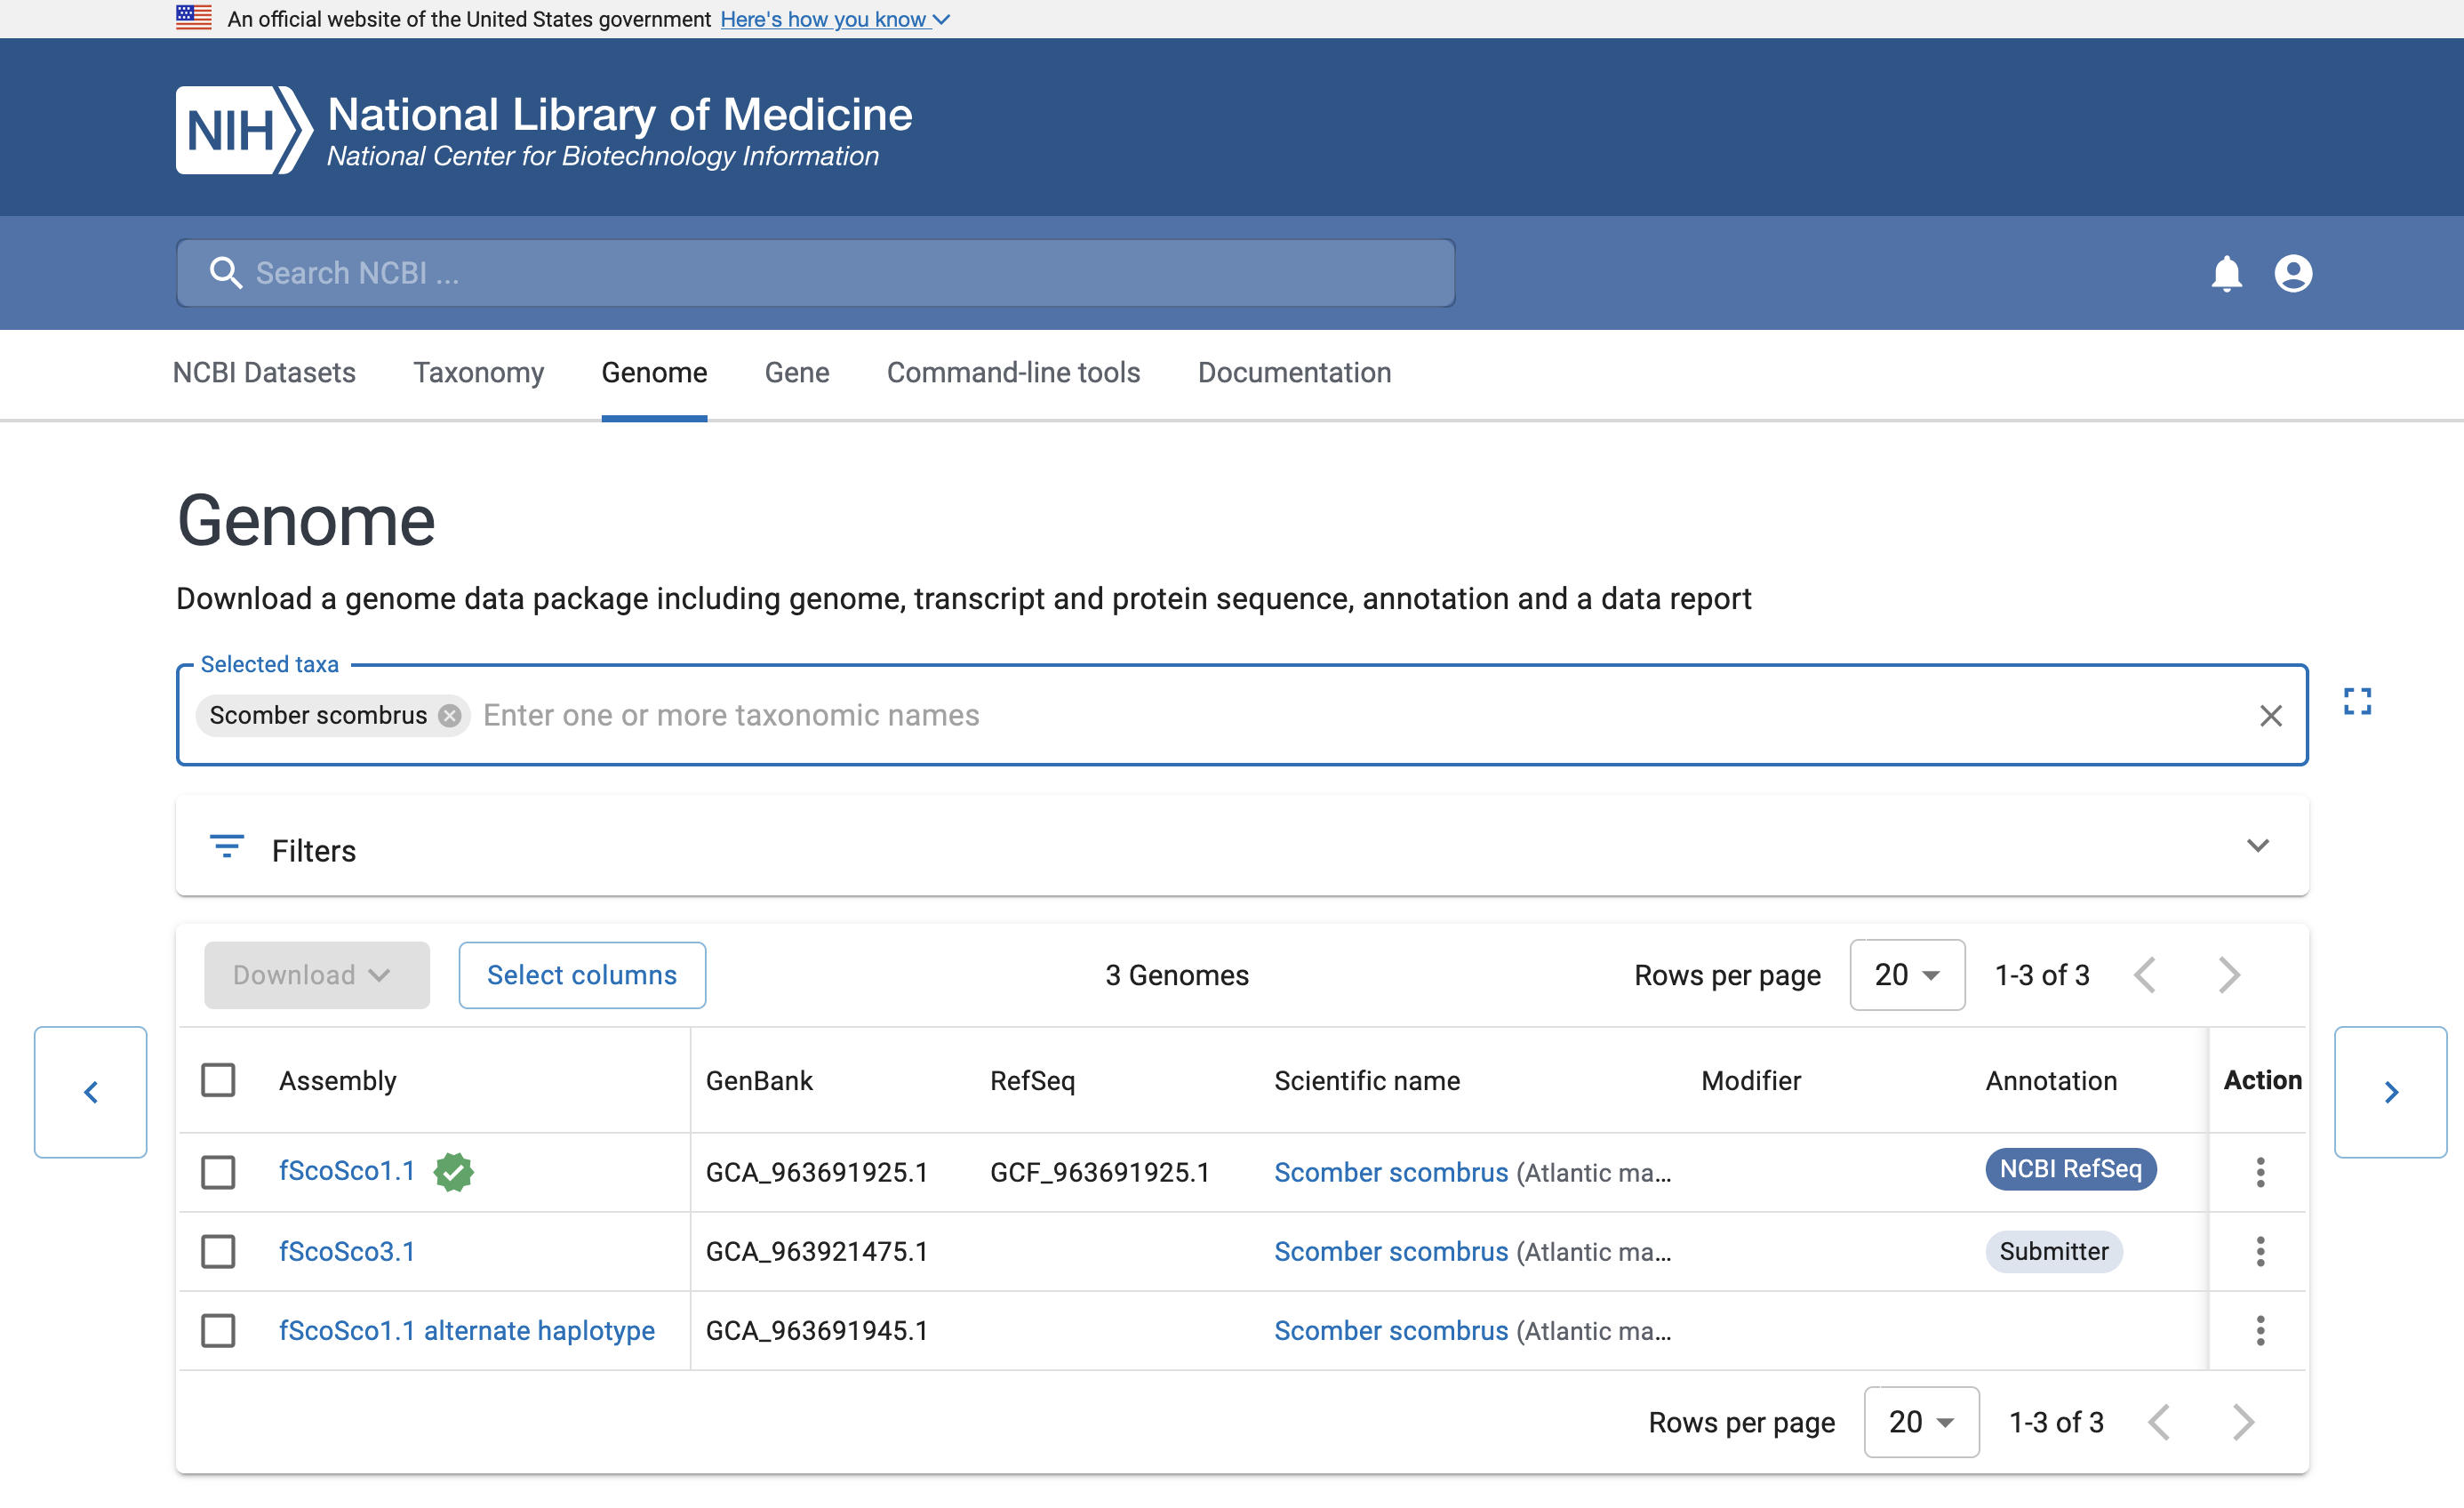 An official website of the United States government Here's how you know
NIH National Library of Medicine
National Center for Biotechnology Information
Search NCBI ...
NCBI Datasets Taxonomy Genome Gene Command-line tools Documentation
Genome
Download a genome data package including genome, transcript and protein sequence, annotation and a data report
Selected taxa
Scomber scombrus Enter one or more taxonomic names
Filters
Download Select columns 3 Genomes Rows per page 20 1-3 of 3
Assembly GenBank RefSeq Scientific name Modifier Annotation Action
fScoSco1.1 GCA_963691925.1 GCF_963691925.1 Scomber scombrus (Atlantic ma... NCBI RefSeq
fScoSco3.1 GCA_963921475.1 Scomber scombrus (Atlantic ma... Submitter
fScoSco1.1 alternate haplotype GCA_963691945.1 Scomber scombrus (Atlantic ma...
Rows per page 20 1-3 of 3